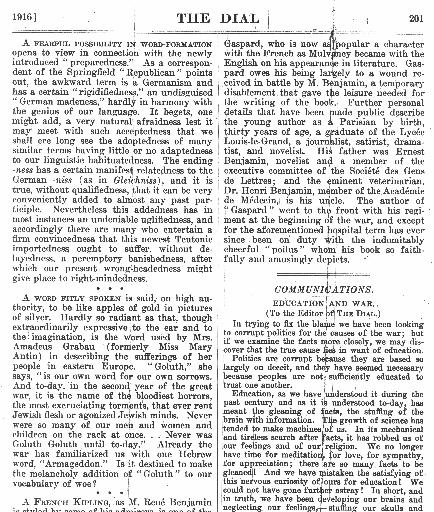 1916]
THE DIAL
201
A FEARFUL POSSIBILITY IN WORD-FORMATION
opens to view in connection with the newly
introduced "preparedness." As a correspon-
dent of the Springfield "Republican" points
out, the awkward term is a Germanism and
has a certain "rigidifiedness," an undisguised
"German madeness," hardly in harmony with
the genius of our language. It begets, one
might add, a very natural afraidness lest it
may meet with such acceptedness that we
shall ere long see the adoptedness of many
similar terms having little or no adaptedness
to our linguistic habituatedness. The ending
-ness has a certain manifest relatedness to the
German -niss (as in Gleichniss), and it is
true, without qualifiedness, that it can be very
conveniently added to almost any past par-
ticiple. Nevertheless this addedness has in
most instances an undeniable uglifiedness, and
accordingly there are many who entertain a
firm convincedness that this newest Teutonic
importedness ought to suffer, without de-
layedness, a peremptory banishedness, after
which our present wrongheadedness might
give place to right-mindedness.
A WORD FITLY SPOKEN is said, on high au-
thority, to be like apples of gold in pictures
of silver. Hardly so radiant as that, though
extraordinarily expressive to the ear and to
the imagination, is the word used by Mrs.
Amadeus Grabau (formerly Miss Mary
Antin) in describing the sufferings of her
people in eastern Europe. "Goluth," she
says, "is our own word for our own sorrows.
And to-day, in the second year of the great
war, it is the name of the bloodiest horrors,
the most excruciating torments, that ever rent
Jewish flesh or agonized Jewish minds. Never
were so many of our men and women and
children on the rack at once. . . Never was
Goluth Goluth until to-day." Already the
war has familiarized us with one Hebrew
word, "Armageddon." Is it destined to make
the melancholy addition of "Goluth" to our
vocabulary of woe?
A FRENCH KIPLING, as M. René Benjamin
is styled by some of his admirers, is one of the
Gaspard, who is now as popular a character
with the French as Mulvaney became with the
English on his appearance in literature. Gas-
pard owes his being largely to a wound re-
ceived in battle by M. Benjamin, a temporary
disablement that gave the leisure needed for
the writing of the book. Further personal
details that have been made public describe
the young author as a Parisian by birth,
thirty years of age, a graduate of the Lycée
Louis-le-Grand, a journalist, satirist, drama-
tist, and novelist. His father was Ernest
Benjamin, novelist and a member of the
executive committee of the Société des Gens
de Lettres; and the eminent veterinarian,
Dr. Henri Benjamin, member of the Académie
de Médecin, is his uncle. The author of
"Gaspard" went to the front with his regi-
ment at the beginning of the war, and except
for the aforementioned hospital term has ever
since been on duty with the indomitably
cheerful "poilus" whom his book so faith-
fully and amusingly depicts.
COMMUNICATIONS.
EDUCATION AND WAR.
(To the Editor of THE DIAL.)
In trying to fix the blame we have been looking
to corrupt politics for the causes of the war; but
if we examine the facts more closely, we may dis-
cover that the true cause lies in want of education.
Politics are corrupt because they are based so
largely on deceit, and they have seemed necessary
because peoples are not sufficiently educated to
trust one another.
Education, as we have understood it during the
past century and as it is understood to-day, has
meant the gleaning of facts, the stuffing of the
brain with information. The growth of science has
tended to make machines of us. In its mechanical
and tireless search after facts, it has robbed us of
our feelings and of our religion. We no longer
have time for meditation, for love, for sympathy,
for appreciation; there are so many facts to be
gleaned! And we have mistaken the satisfying of
this nervous curiosity of ours for education! We
could not have gone further astray! In short, and
in truth, we have been developing our brains and
neglecting our feelings,—stuffing our skulls and